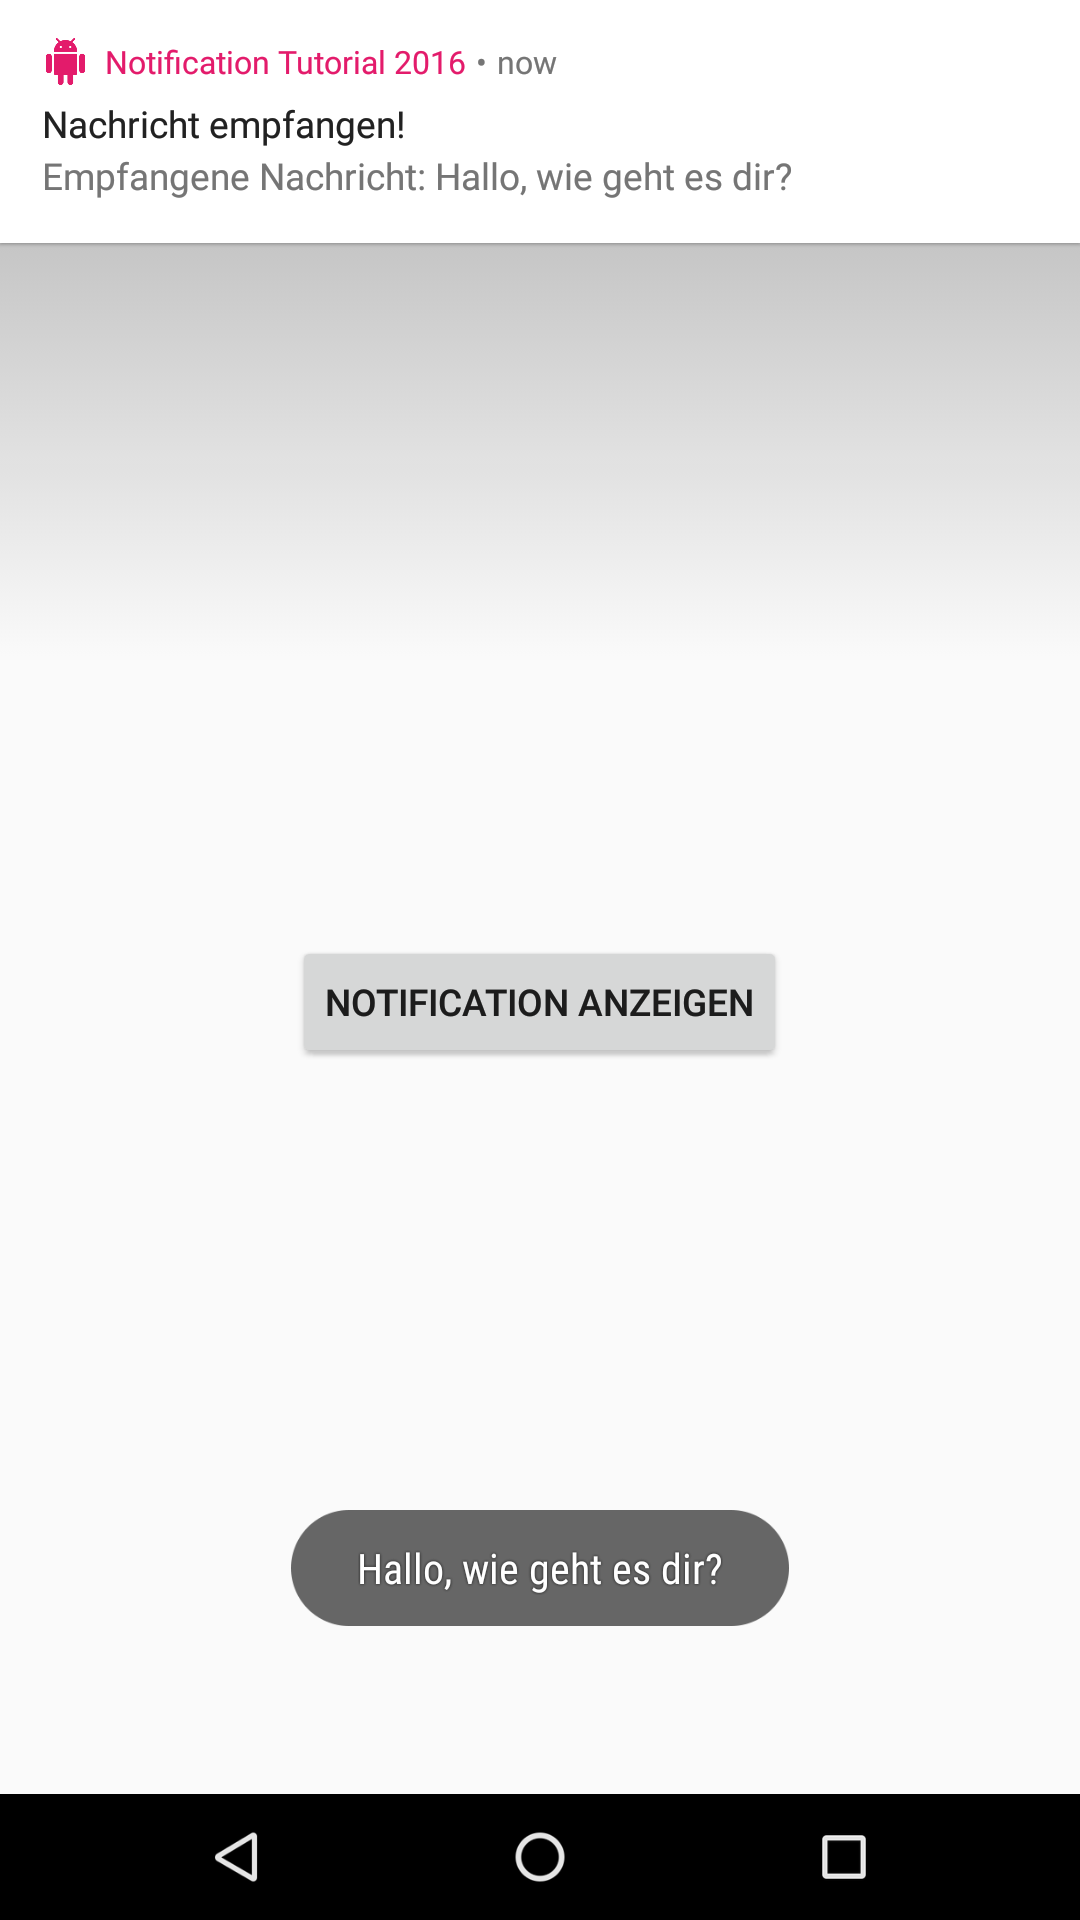 Notification Tutorial 2016 • now
Nachricht empfangen!
Empfangene Nachricht: Hallo, wie geht es dir?
NOTIFICATION ANZEIGEN
Hallo, wie geht es dir?